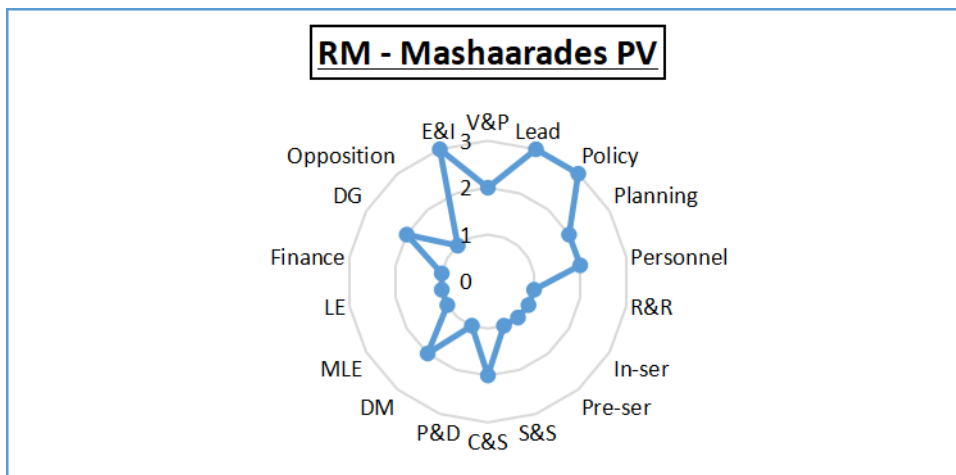 RM - Mashaarades PV
V&P
Lead
Policy
Planning
Personnel
R&R
In-ser
Pre-ser
S&S
C&S
P&D
DM
MLE
LE
Finance
DG
Opposition
E&I
3
2
1
0